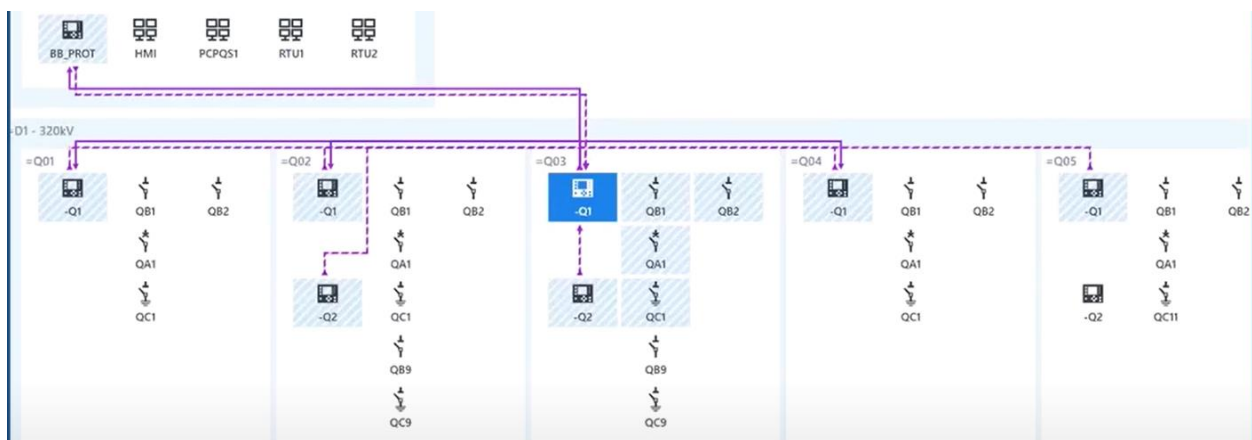 BB_PROT HMI PCPQS1 RTU1 RTU2
=D1 - 320kV
=Q01 =Q02 =Q03 =Q04 =Q05
-Q1 QB1 QB2 -Q1 QB1 QB2 -Q1 QB1 QB2 -Q1 QB1 QB2 -Q1 QB1 QB2
QA1 QA1 QA1 QA1 QA1
QC1 -Q2 QC1 -Q2 QC1 QC1 -Q2 QC11
QB9 QB9
QC9 QC9